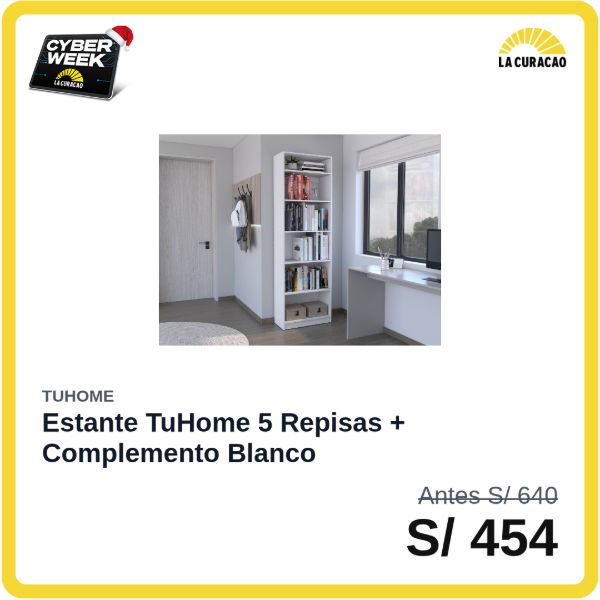 CYBER
WEEK
LA CURACAO
LA CURACAO
TUHOME
Estante TuHome 5 Repisas +
Complemento Blanco
Antes S/ 640
S/ 454